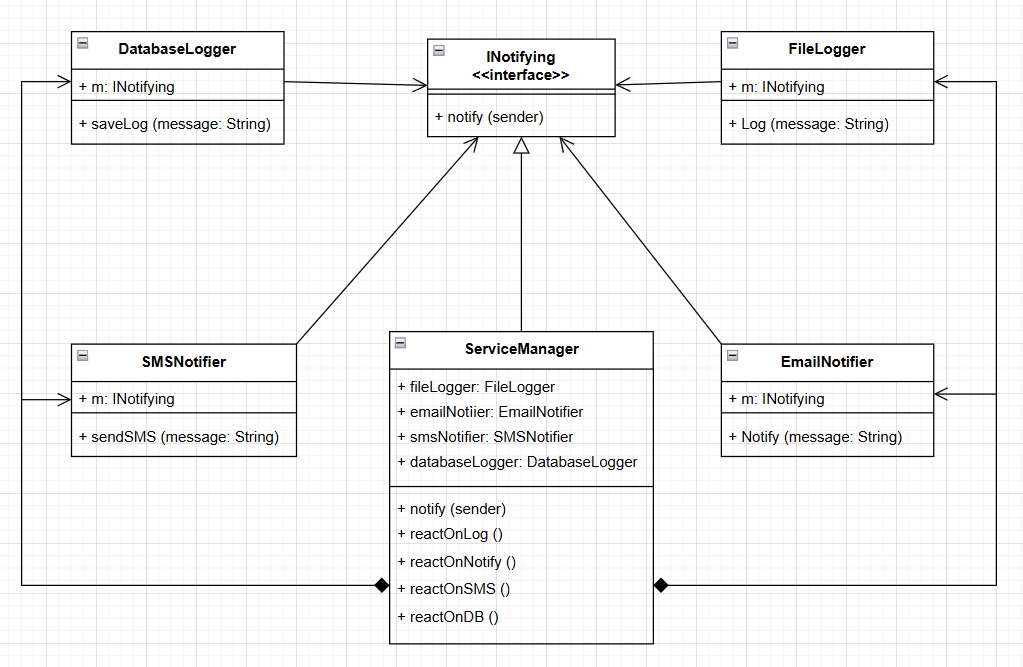 DatabaseLogger
+ m: INotifying
+ saveLog (message: String)
INotifying
<<interface>>
+ notify (sender)
FileLogger
+ m: INotifying
+ Log (message: String)
SMSNotifier
+ m: INotifying
+ sendSMS (message: String)
ServiceManager
+ fileLogger: FileLogger
+ emailNotiier: EmailNotifier
+ smsNotifier: SMSNotifier
+ databaseLogger: DatabaseLogger
+ notify (sender)
+ reactOnLog ()
+ reactOnNotify ()
+ reactOnSMS ()
+ reactOnDB ()
EmailNotifier
+ m: INotifying
+ Notify (message: String)